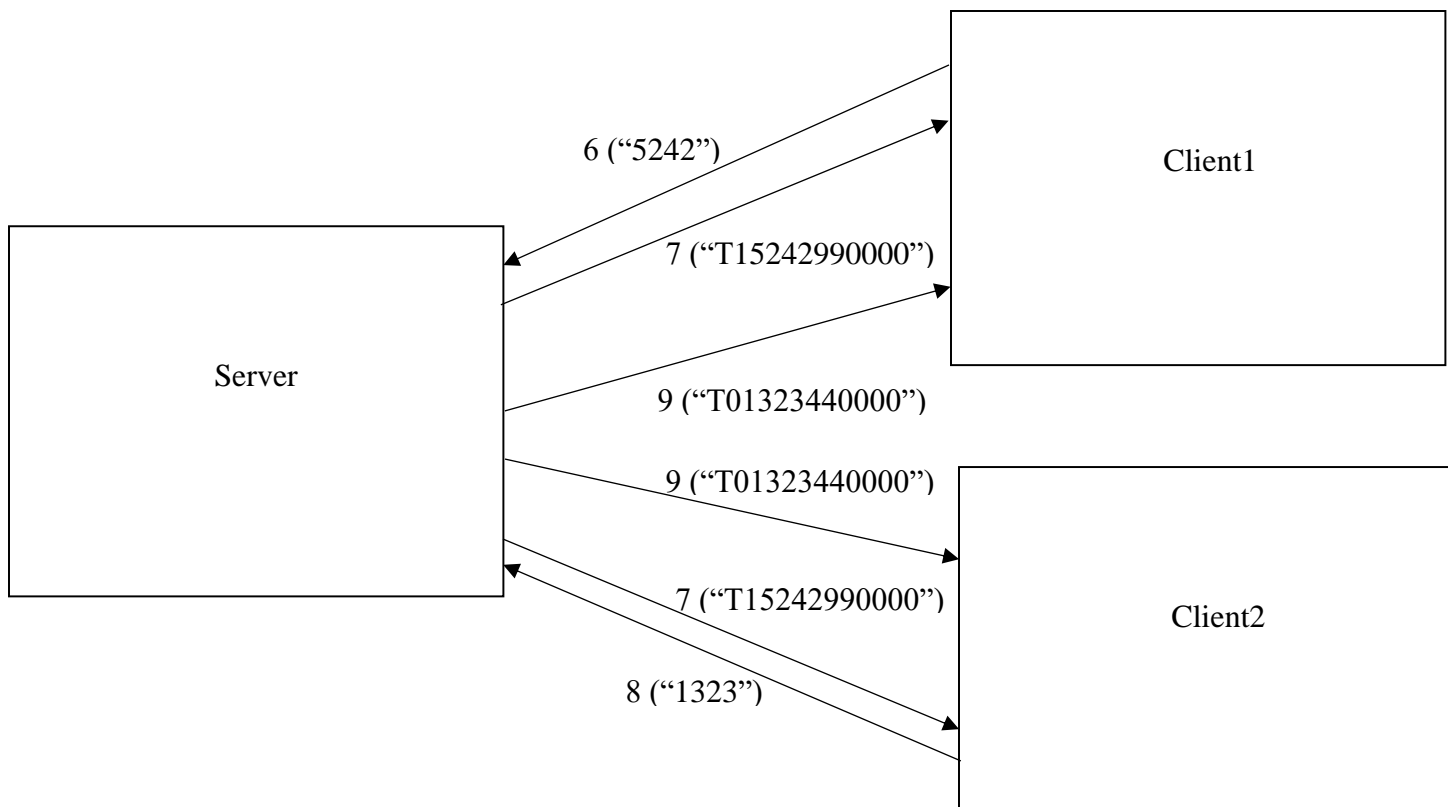 6 (“5242”)
Client1
7 (“T15242990000”)
Server
9 (“T01323440000”)
9 (“T01323440000”)
7 (“T15242990000”)
Client2
8 (“1323”)